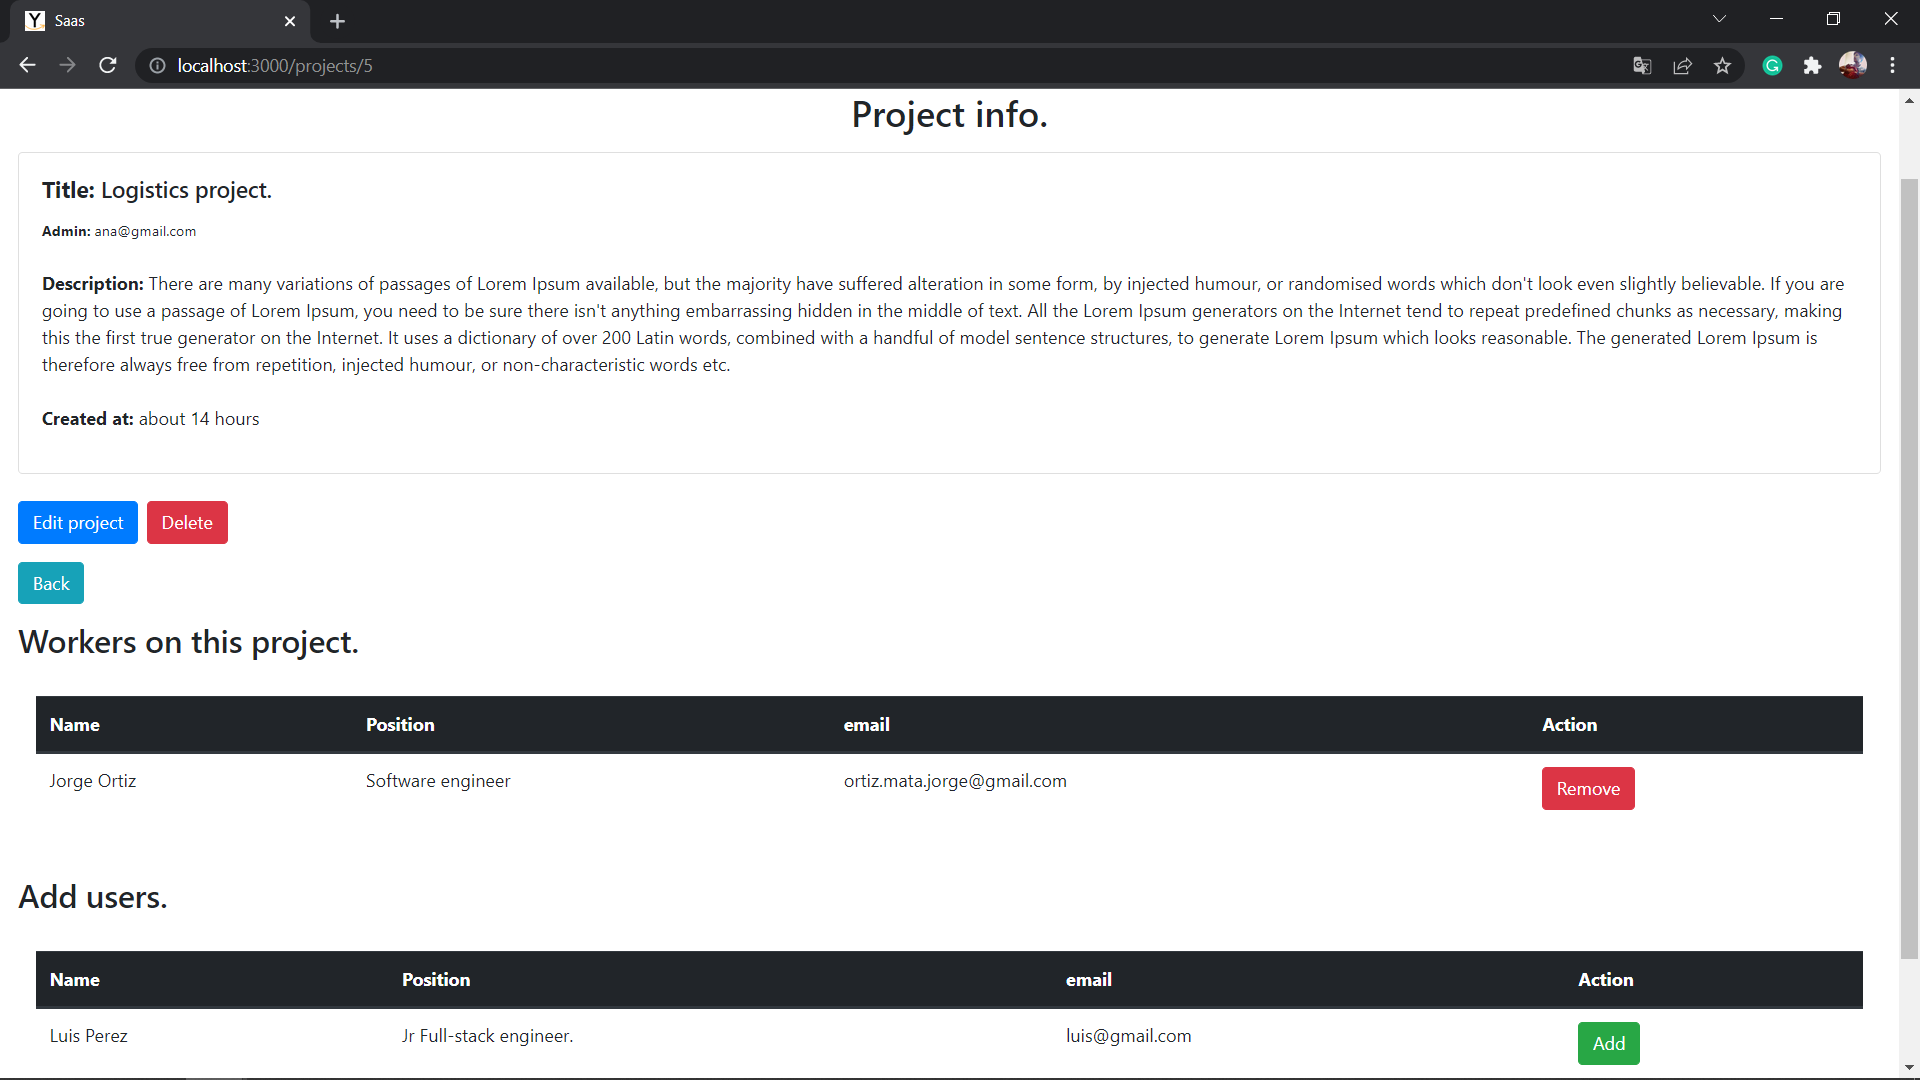 Saas
localhost:3000/projects/5
Project info.
Title: Logistics project.
Admin: ana@gmail.com
Description: There are many variations of passages of Lorem Ipsum available, but the majority have suffered alteration in some form, by injected humour, or randomised words which don't look even slightly believable. If you are
going to use a passage of Lorem Ipsum, you need to be sure there isn't anything embarrassing hidden in the middle of text. All the Lorem Ipsum generators on the Internet tend to repeat predefined chunks as necessary, making
this the first true generator on the Internet. It uses a dictionary of over 200 Latin words, combined with a handful of model sentence structures, to generate Lorem Ipsum which looks reasonable. The generated Lorem Ipsum is
therefore always free from repetition, injected humour, or non-characteristic words etc.
Created at: about 14 hours
Edit project Delete
Back
Workers on this project.
Name Position email Action
Jorge Ortiz Software engineer ortiz.mata.jorge@gmail.com Remove
Add users.
Name Position email Action
Luis Perez Jr Full-stack engineer. luis@gmail.com Add